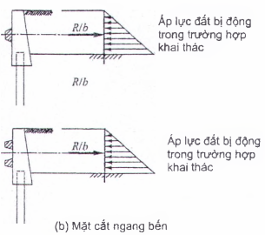 R/b
Áp lực đất bị động
trong trường hợp
khai thác
R/b
R/b
Áp lực đất bị động
trong trường hợp
khai thác
(b) Mặt cắt ngang bến